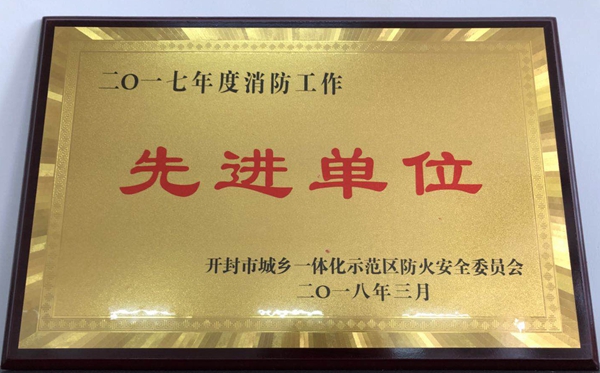 二〇一七年度消防工作
先进单位
开封市城乡一体化示范区防火安全委员会
二〇一八年三月